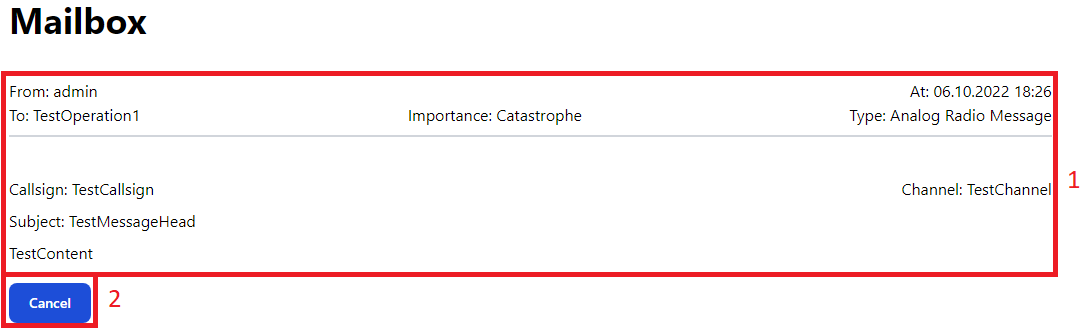 Mailbox
From: admin At: 06.10.2022 18:26
To: TestOperation1 Importance: Catastrophe Type: Analog Radio Message
Callsign: TestCallsign Channel: TestChannel 1
Subject: TestMessageHead
TestContent
Cancel 2